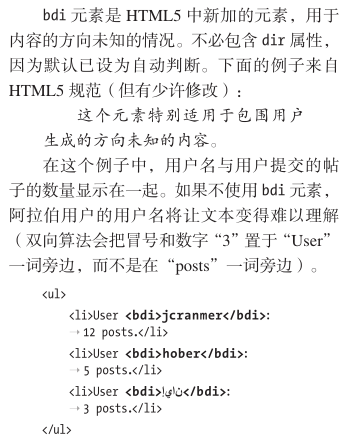 bdi 元素是 HTML5 中新加的元素，用于
内容的方向未知的情况。不必包含 dir 属性，
因为默认已设为自动判断。下面的例子来自
HTML5 规范（但有少许修改）：
这个元素特别适用于包围用户
生成的方向未知的内容。
在这个例子中，用户名与用户提交的帖
子的数量显示在一起。如果不使用 bdi 元素，
阿拉伯用户的用户名将让文本变得难以理解
（双向算法会把冒号和数字“3”置于“User”
一词旁边，而不是在“posts”一词旁边）。
<ul>
<li>User <bdi>jcranmer</bdi>:
→ 12 posts.</li>
<li>User <bdi>hober</bdi>:
→ 5 posts.</li>
<li>User <bdi>إيان</bdi>:
→ 3 posts.</li>
</ul>